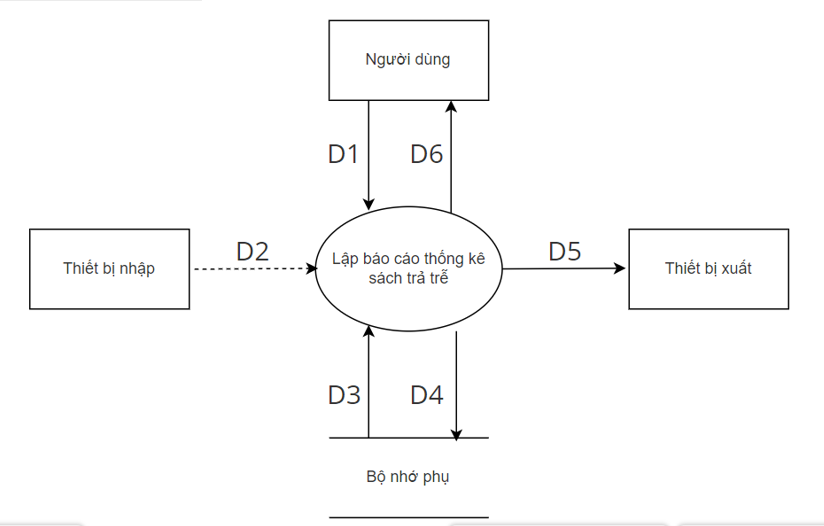 Người dùng
D1
D6
Thiết bị nhập
D2
Lập báo cáo thống kê
sách trả trễ
D5
Thiết bị xuất
D3
D4
Bộ nhớ phụ